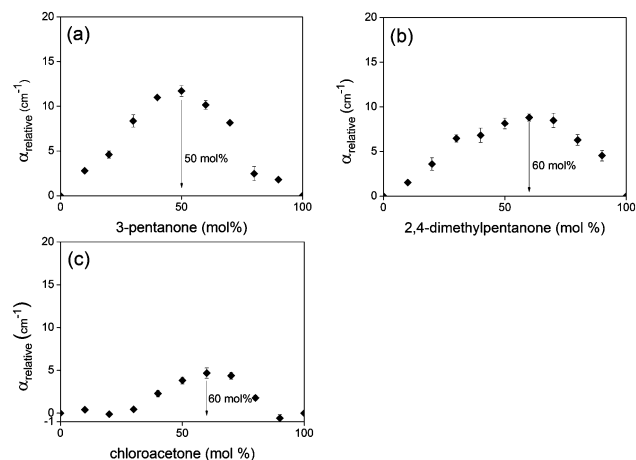 (a)
α_relative (cm⁻¹)
20
15
10
5
0
50 mol%
0 50 100
3-pentanone (mol%)
(b)
α_relative (cm⁻¹)
20
15
10
5
0
60 mol%
0 50 100
2,4-dimethylpentanone (mol %)
(c)
α_relative (cm⁻¹)
20
15
10
5
0
-1
60 mol%
0 50 100
chloroacetone (mol %)